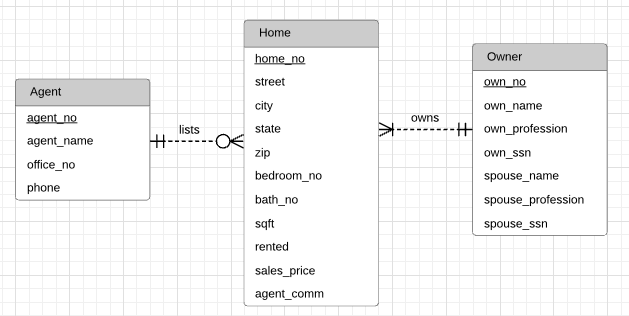 Agent
agent_no
agent_name
office_no
phone
lists
Home
home_no
street
city
state
zip
bedroom_no
bath_no
sqft
rented
sales_price
agent_comm
owns
Owner
own_no
own_name
own_profession
own_ssn
spouse_name
spouse_profession
spouse_ssn